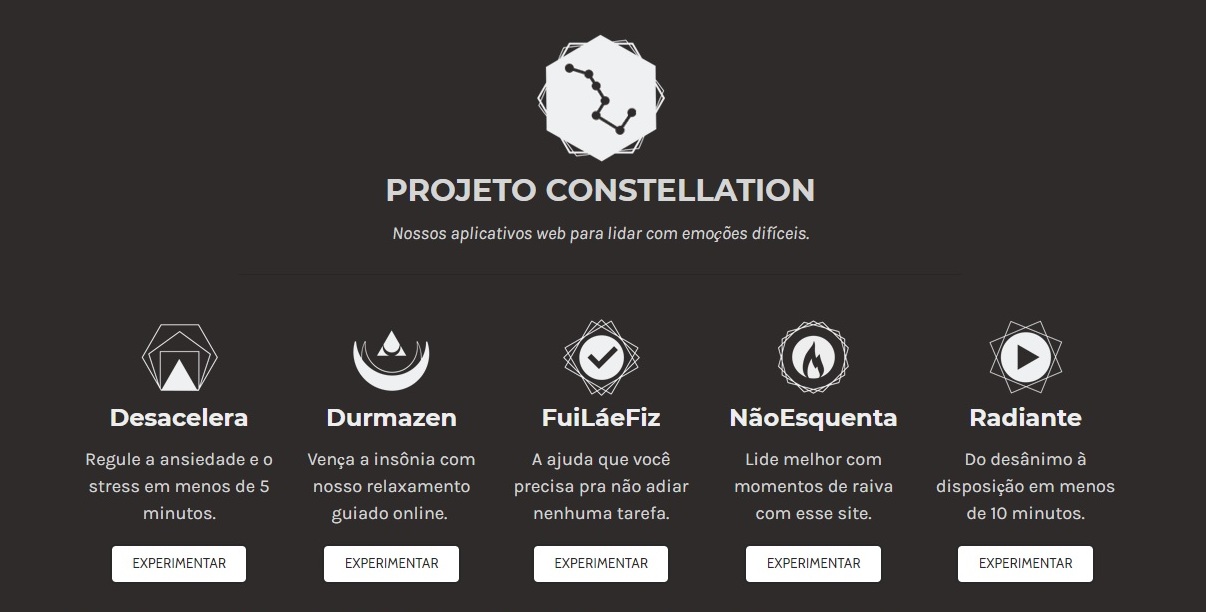 PROJETO CONSTELLATION
Nossos aplicativos web para lidar com emoções difíceis.
Desacelera
Regule a ansiedade e o
stress em menos de 5
minutos.
EXPERIMENTAR
Durmazen
Vença a insônia com
nosso relaxamento
guiado online.
EXPERIMENTAR
FuiLáeFiz
A ajuda que você
precisa pra não adiar
nenhuma tarefa.
EXPERIMENTAR
NãoEsquenta
Lide melhor com
momentos de raiva
com esse site.
EXPERIMENTAR
Radiante
Do desânimo à
disposição em menos
de 10 minutos.
EXPERIMENTAR